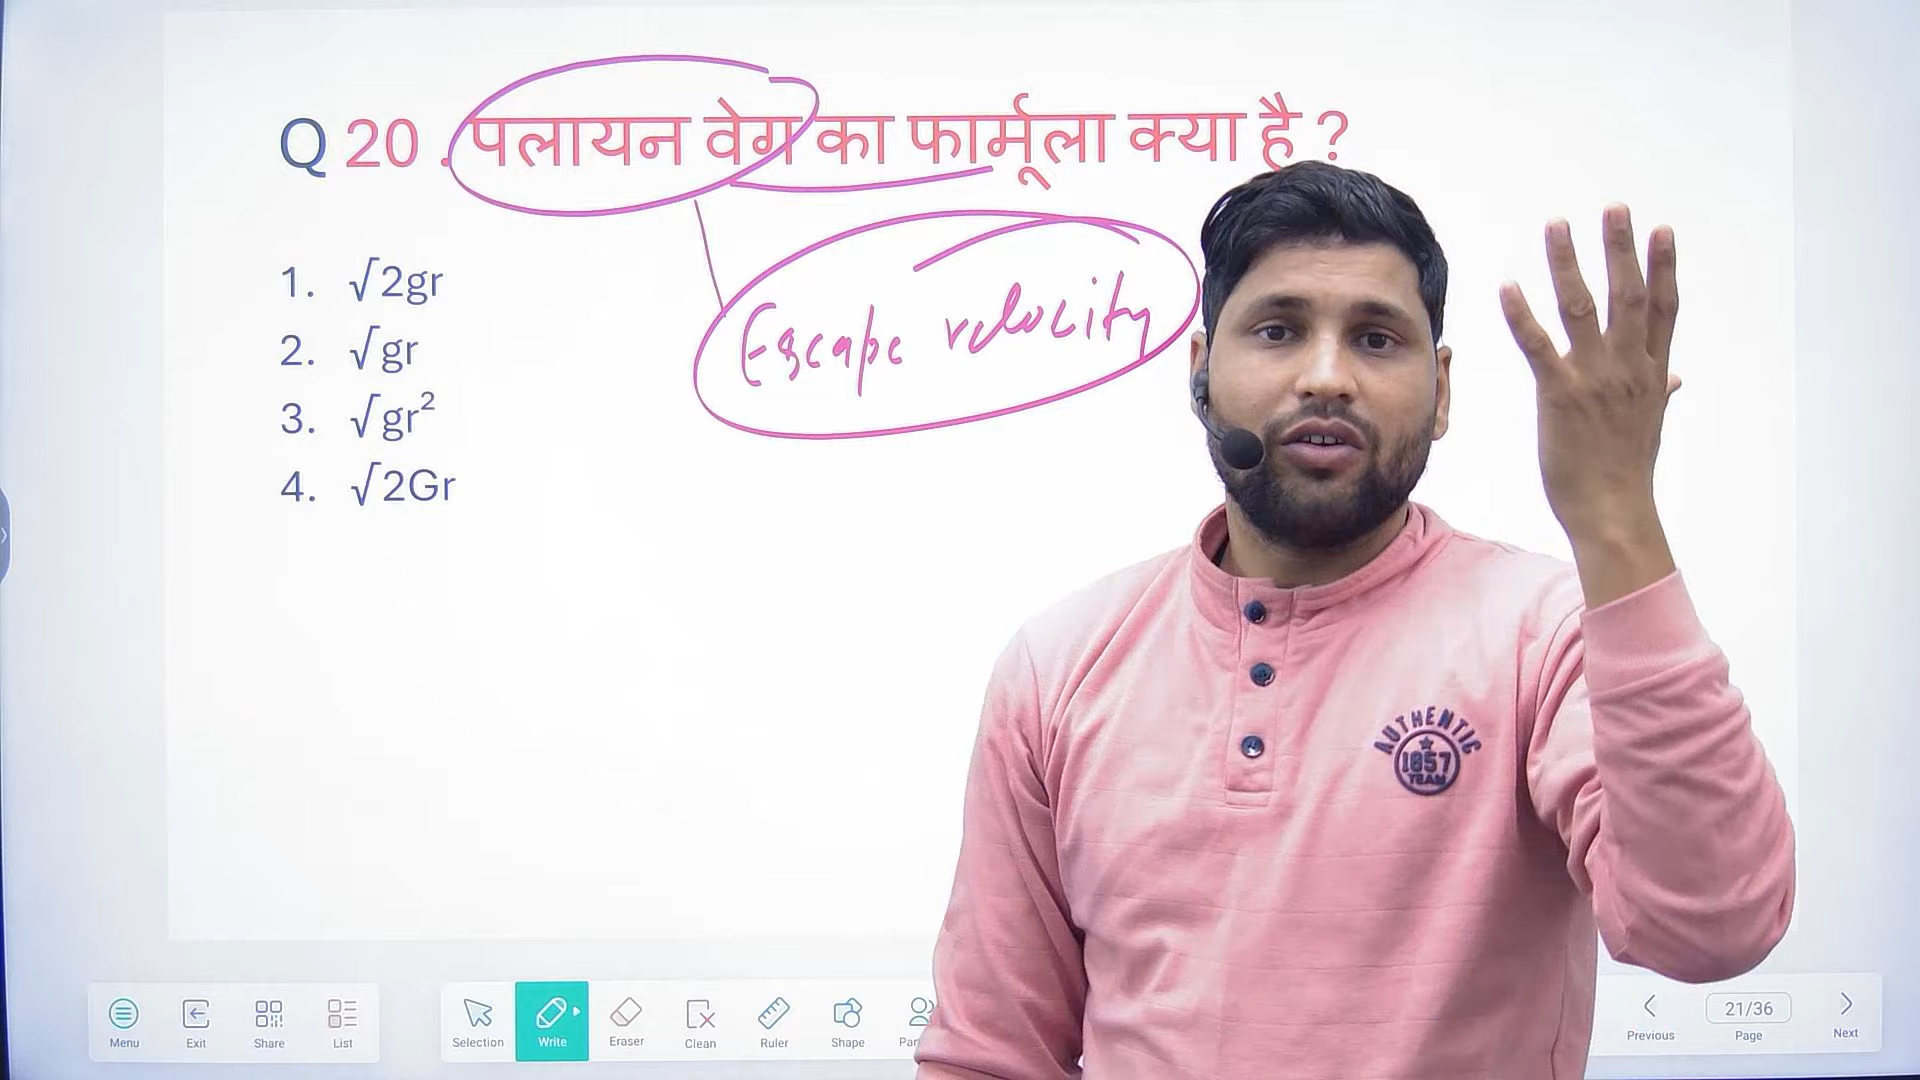 Q 20 . पलायन वेग का फार्मूला क्या है ?
1. √2gr
2. √gr
3. √gr²
4. √2Gr
Escape velocity
AUTHENTIC
1857
TEAM
Menu
Exit
Share
List
Selection
Write
Eraser
Clean
Ruler
Shape
Previous
21/36
Page
Next